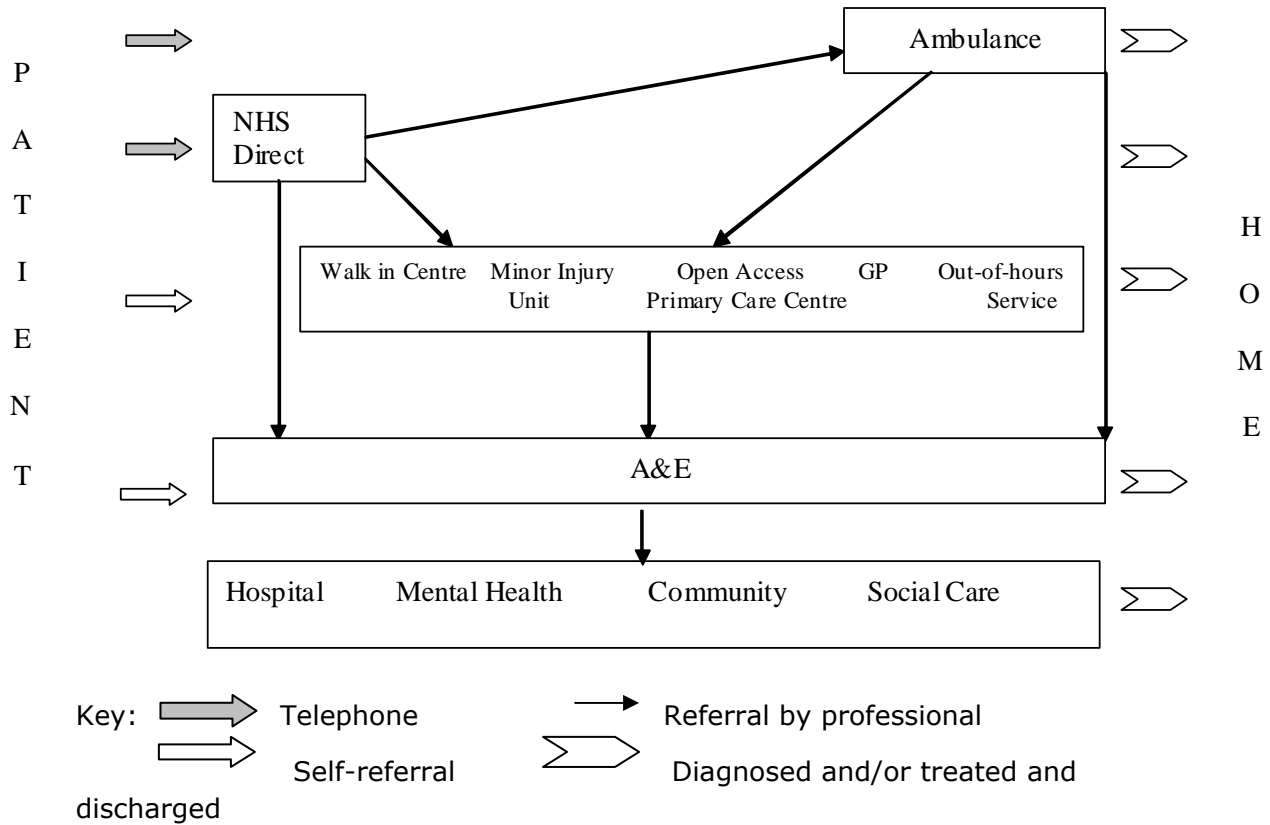 PATIENT
Ambulance
NHS
Direct
Walk in Centre Minor Injury Open Access GP Out-of-hours
Unit Primary Care Centre Service
HOME
A&E
Hospital Mental Health Community Social Care
Key: Telephone Referral by professional
Self-referral Diagnosed and/or treated and
discharged